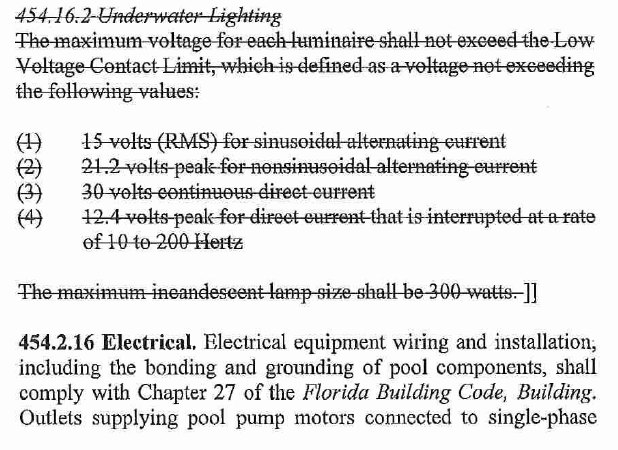 454.16.2 Underwater Lighting
The maximum voltage for each luminaire shall not exceed the Low
Voltage Contact Limit, which is defined as a voltage not exceeding
the following values:
(1) 15 volts (RMS) for sinusoidal alternating current
(2) 21.2 volts peak for nonsinusoidal alternating current
(3) 30 volts continuous direct current
(4) 12.4 volts peak for direct current that is interrupted at a rate
of 10 to 200 Hertz
The maximum incandescent lamp size shall be 300 watts. ]]
454.2.16 Electrical. Electrical equipment wiring and installation,
including the bonding and grounding of pool components, shall
comply with Chapter 27 of the Florida Building Code, Building.
Outlets supplying pool pump motors connected to single-phase